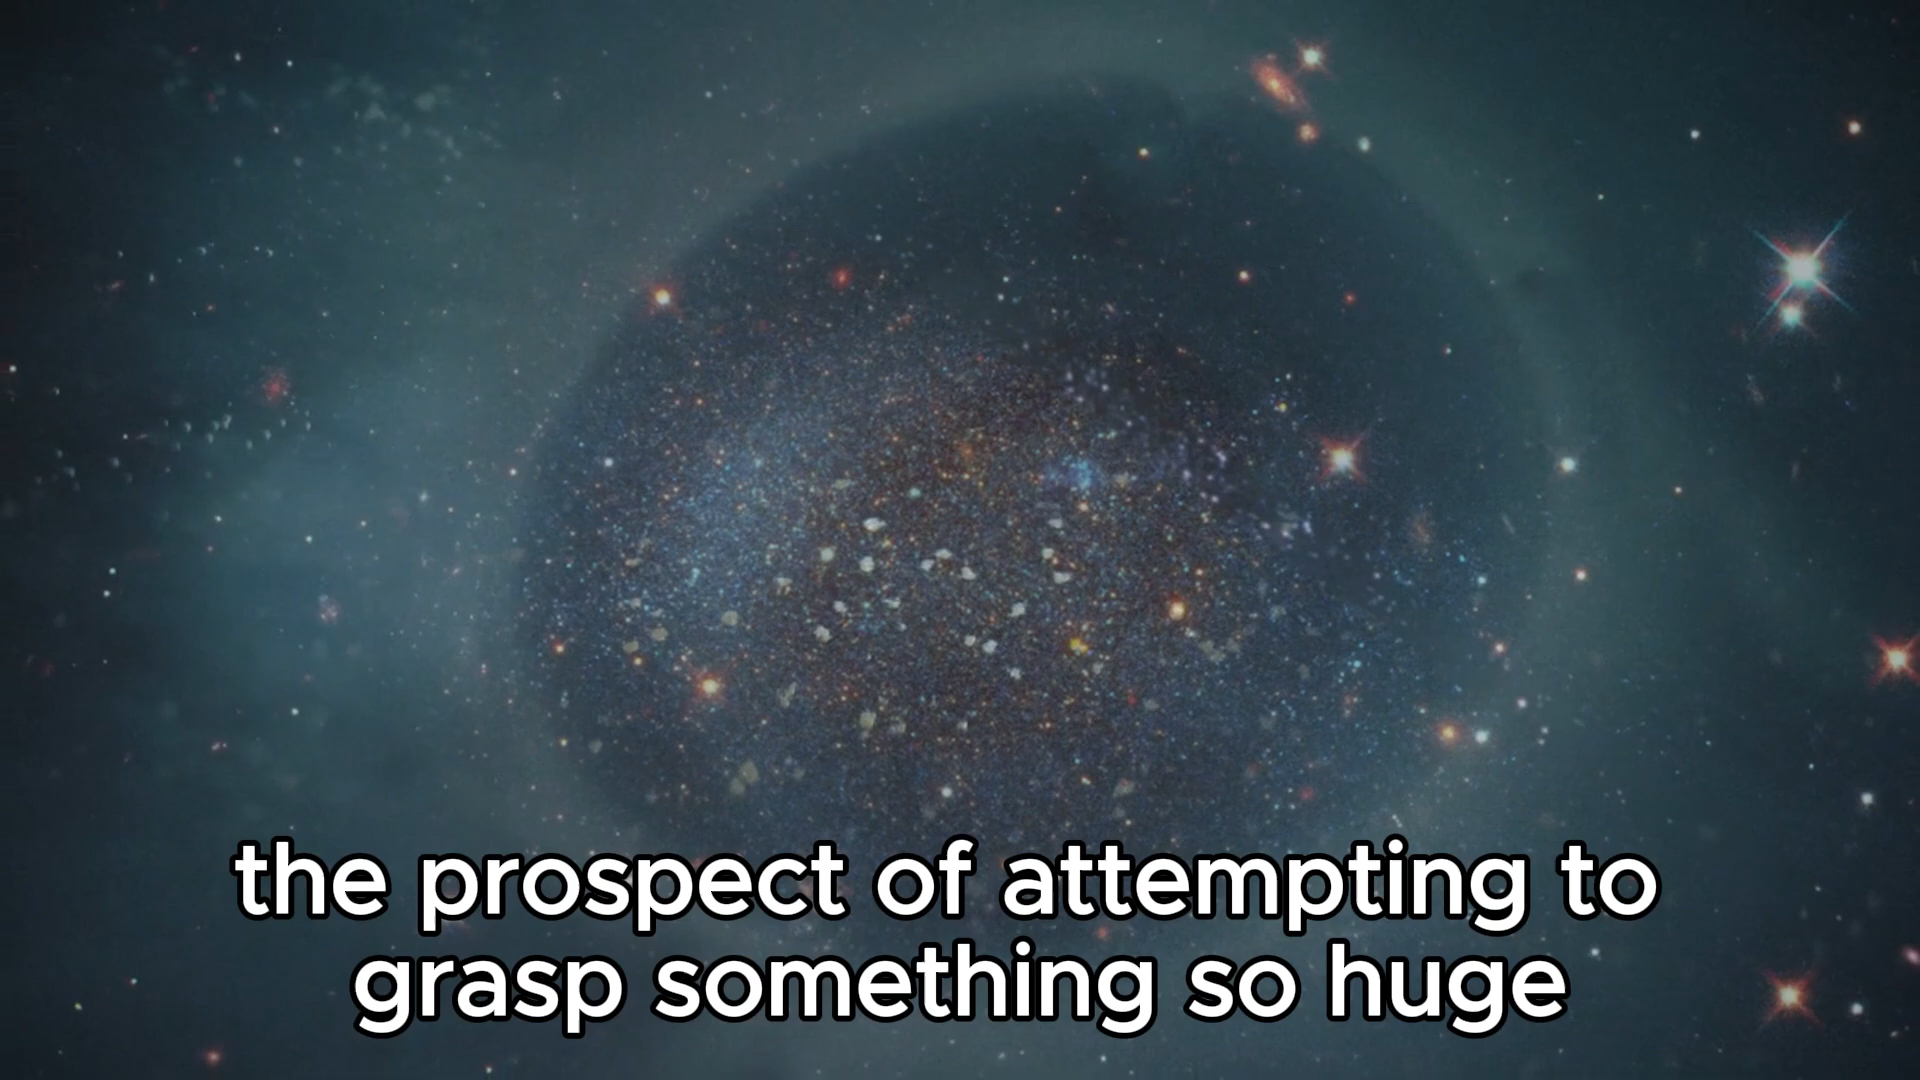 the prospect of attempting to
grasp something so huge